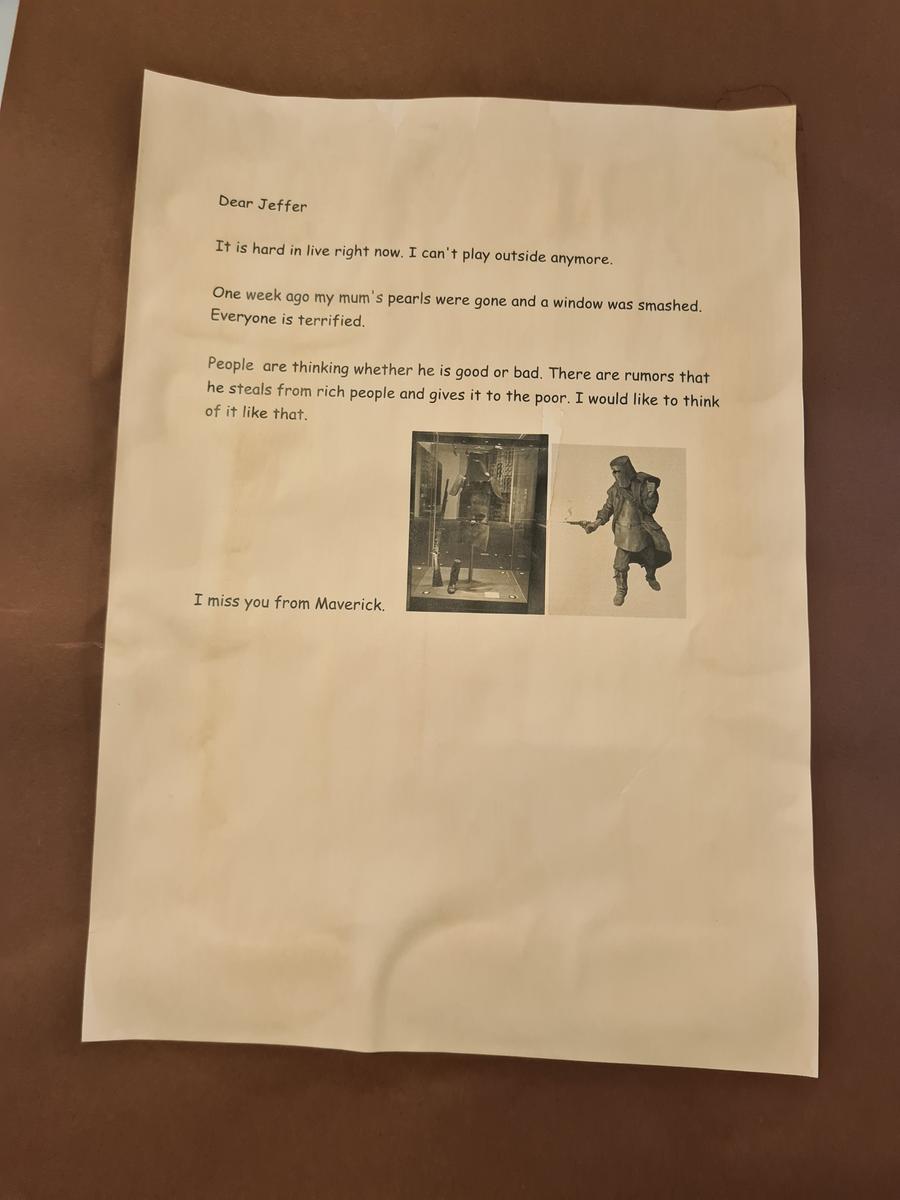 Dear Jeffer
It is hard in live right now. I can't play outside anymore.
One week ago my mum's pearls were gone and a window was smashed.
Everyone is terrified.
People are thinking whether he is good or bad. There are rumors that
he steals from rich people and gives it to the poor. I would like to think
of it like that.
I miss you from Maverick.